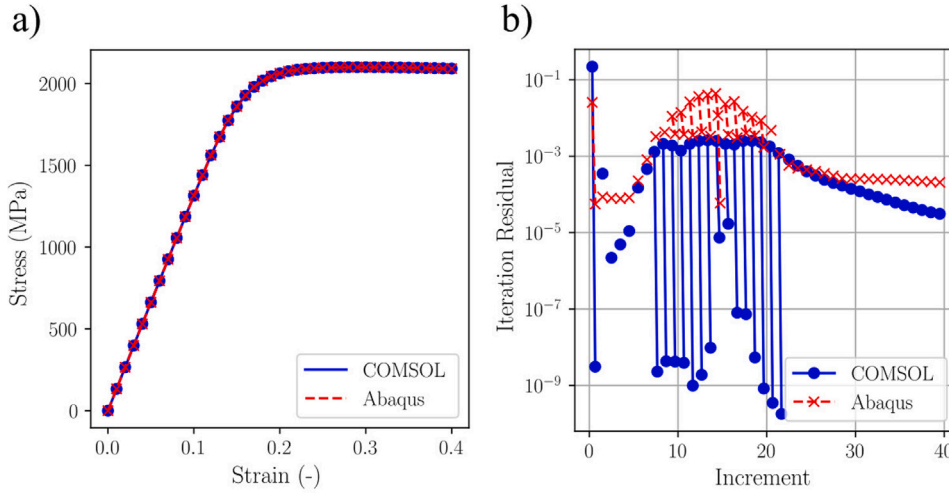 a)
Stress (MPa)
2000
1500
1000
500
0
0.0 0.1 0.2 0.3 0.4
Strain (-)
COMSOL
Abaqus
b)
Iteration Residual
10⁻¹
10⁻³
10⁻⁵
10⁻⁷
10⁻⁹
0 10 20 30 40
Increment
COMSOL
Abaqus